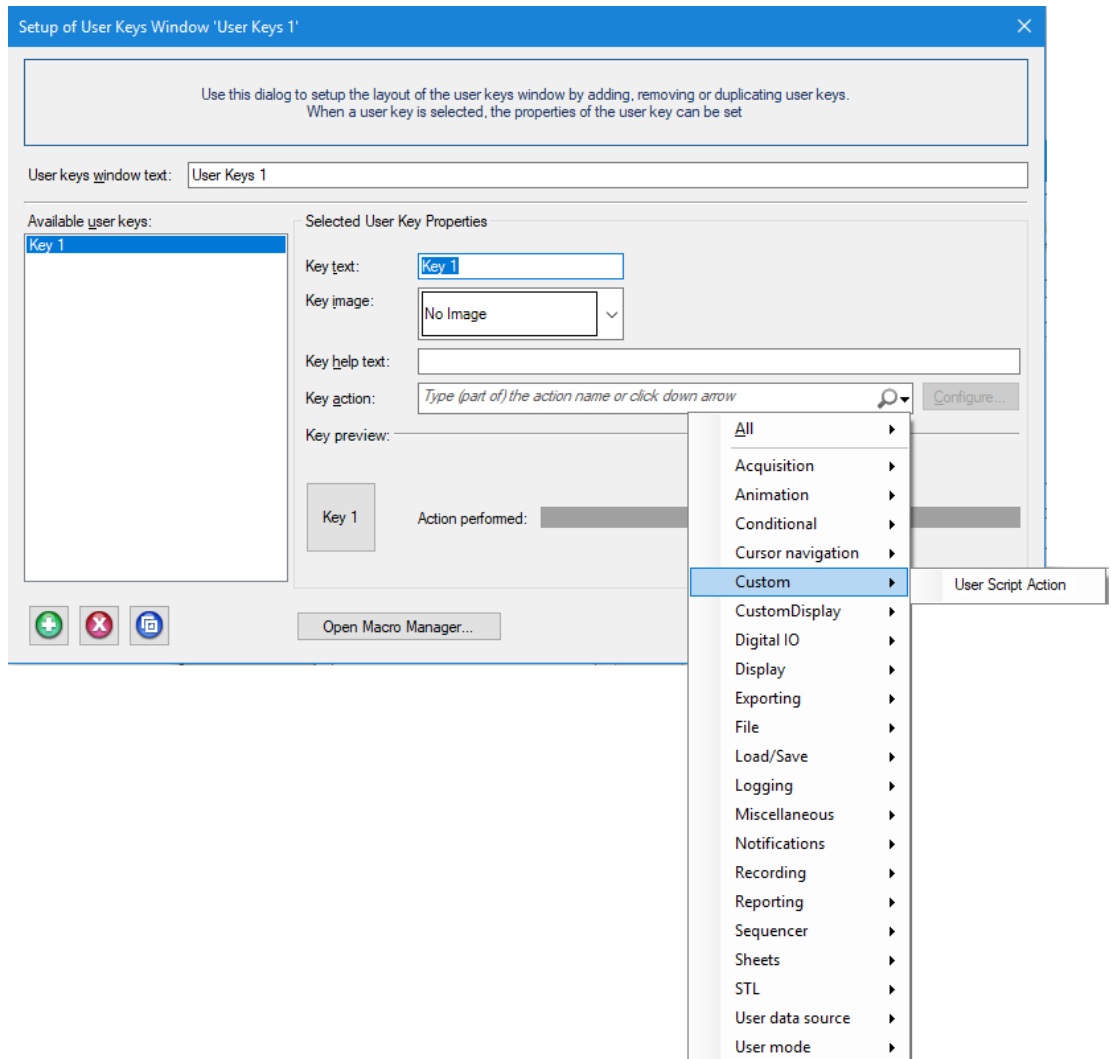 Setup of User Keys Window 'User Keys 1'
Use this dialog to setup the layout of the user keys window by adding, removing or duplicating user keys.
When a user key is selected, the properties of the user key can be set
User keys window text: User Keys 1
Available user keys:
Key 1
Selected User Key Properties
Key text: Key 1
Key image: No Image
Key help text:
Key action: Type (part of) the action name or click down arrow Configure...
Key preview:
Key 1 Action performed:
Open Macro Manager...
All
Acquisition
Animation
Conditional
Cursor navigation
Custom
User Script Action
CustomDisplay
Digital IO
Display
Exporting
File
Load/Save
Logging
Miscellaneous
Notifications
Recording
Reporting
Sequencer
Sheets
STL
User data source
User mode